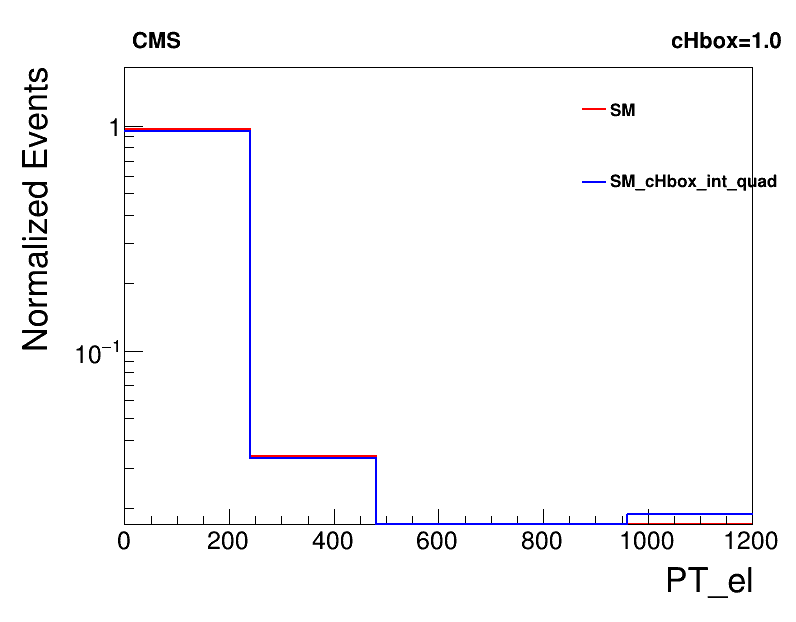 CMS
cHbox=1.0
Normalized Events
1
10−1
SM
SM_cHbox_int_quad
0 200 400 600 800 1000 1200
PT_el